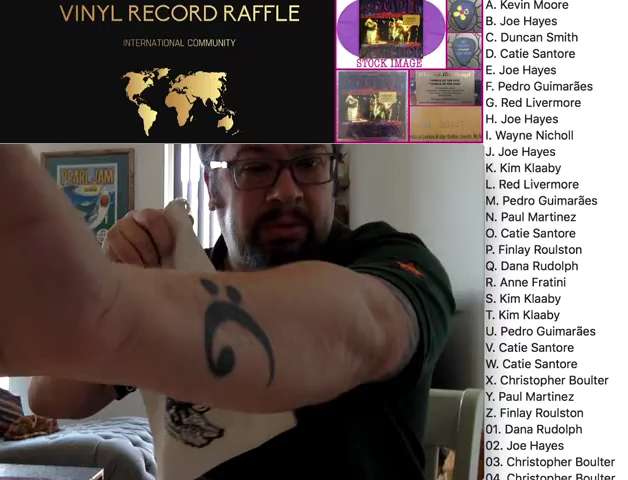 VINYL RECORD RAFFLE
INTERNATIONAL COMMUNITY
STOCK IMAGE
PEARL JAM
A. Kevin Moore
B. Joe Hayes
C. Duncan Smith
D. Catie Santore
E. Joe Hayes
F. Pedro Guimarães
G. Red Livermore
H. Joe Hayes
I. Wayne Nicholl
J. Joe Hayes
K. Kim Klaaby
L. Red Livermore
M. Pedro Guimarães
N. Paul Martinez
O. Catie Santore
P. Finlay Roulston
Q. Dana Rudolph
R. Anne Fratini
S. Kim Klaaby
T. Kim Klaaby
U. Pedro Guimarães
V. Catie Santore
W. Catie Santore
X. Christopher Boulter
Y. Paul Martinez
Z. Finlay Roulston
01. Dana Rudolph
02. Joe Hayes
03. Christopher Boulter
04. Christopher Boulter